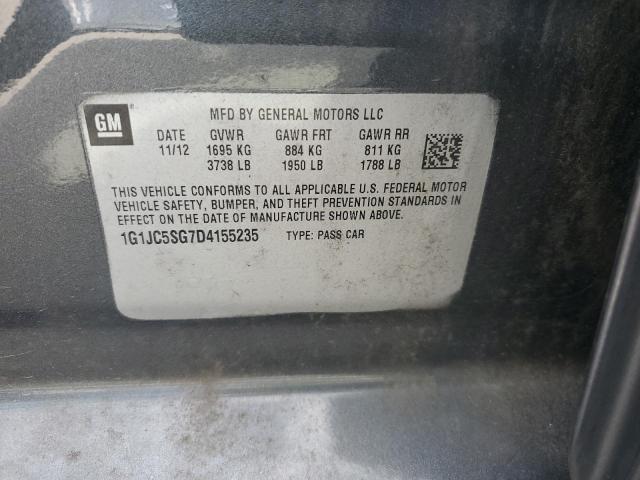 GM
MFD BY GENERAL MOTORS LLC
DATE GVWR GAWR FRT GAWR RR
11/12 1695 KG 884 KG 811 KG
3738 LB 1950 LB 1788 LB
THIS VEHICLE CONFORMS TO ALL APPLICABLE U.S. FEDERAL MOTOR
VEHICLE SAFETY, BUMPER, AND THEFT PREVENTION STANDARDS IN
EFFECT ON THE DATE OF MANUFACTURE SHOWN ABOVE.
1G1JC5SG7D4155235 TYPE: PASS CAR